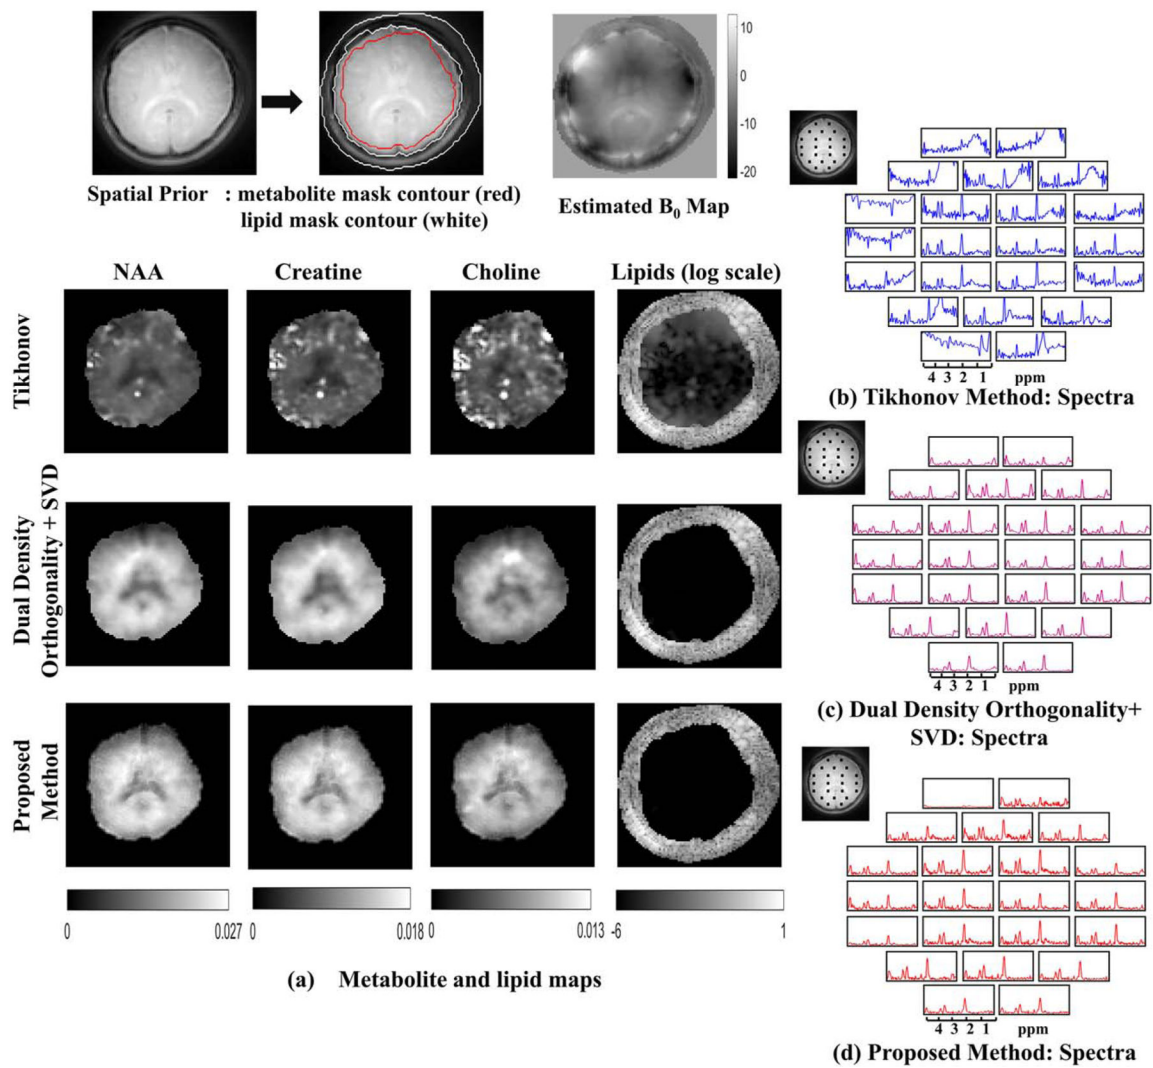 Spatial Prior : metabolite mask contour (red)
lipid mask contour (white)
10
0
-10
-20
Estimated B0 Map
NAA
Creatine
Choline
Lipids (log scale)
Tikhonov
Dual Density
Orthogonality + SVD
Proposed
Method
0
0.027
0
0.018
0
0.013
-6
1
(a) Metabolite and lipid maps
4 3 2 1 ppm
(b) Tikhonov Method: Spectra
4 3 2 1 ppm
(c) Dual Density Orthogonality+
SVD: Spectra
4 3 2 1 ppm
(d) Proposed Method: Spectra